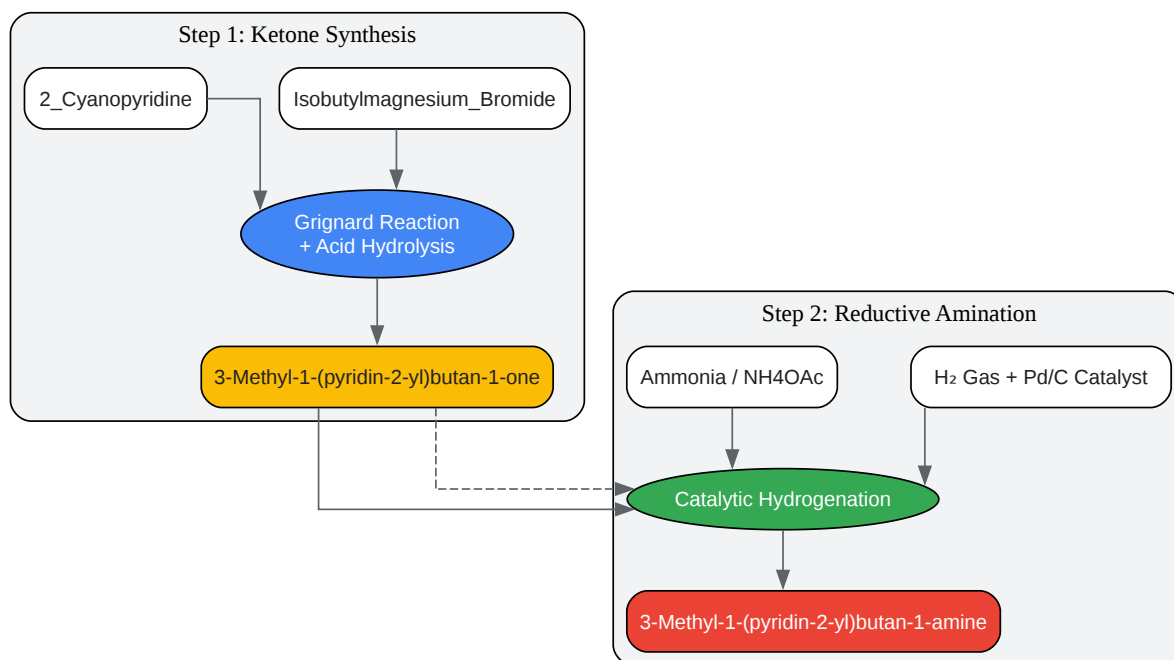 Step 1: Ketone Synthesis
2_Cyanopyridine
Isobutylmagnesium_Bromide
Grignard Reaction
+ Acid Hydrolysis
3-Methyl-1-(pyridin-2-yl)butan-1-one
Step 2: Reductive Amination
Ammonia / NH4OAc
H₂ Gas + Pd/C Catalyst
Catalytic Hydrogenation
3-Methyl-1-(pyridin-2-yl)butan-1-amine